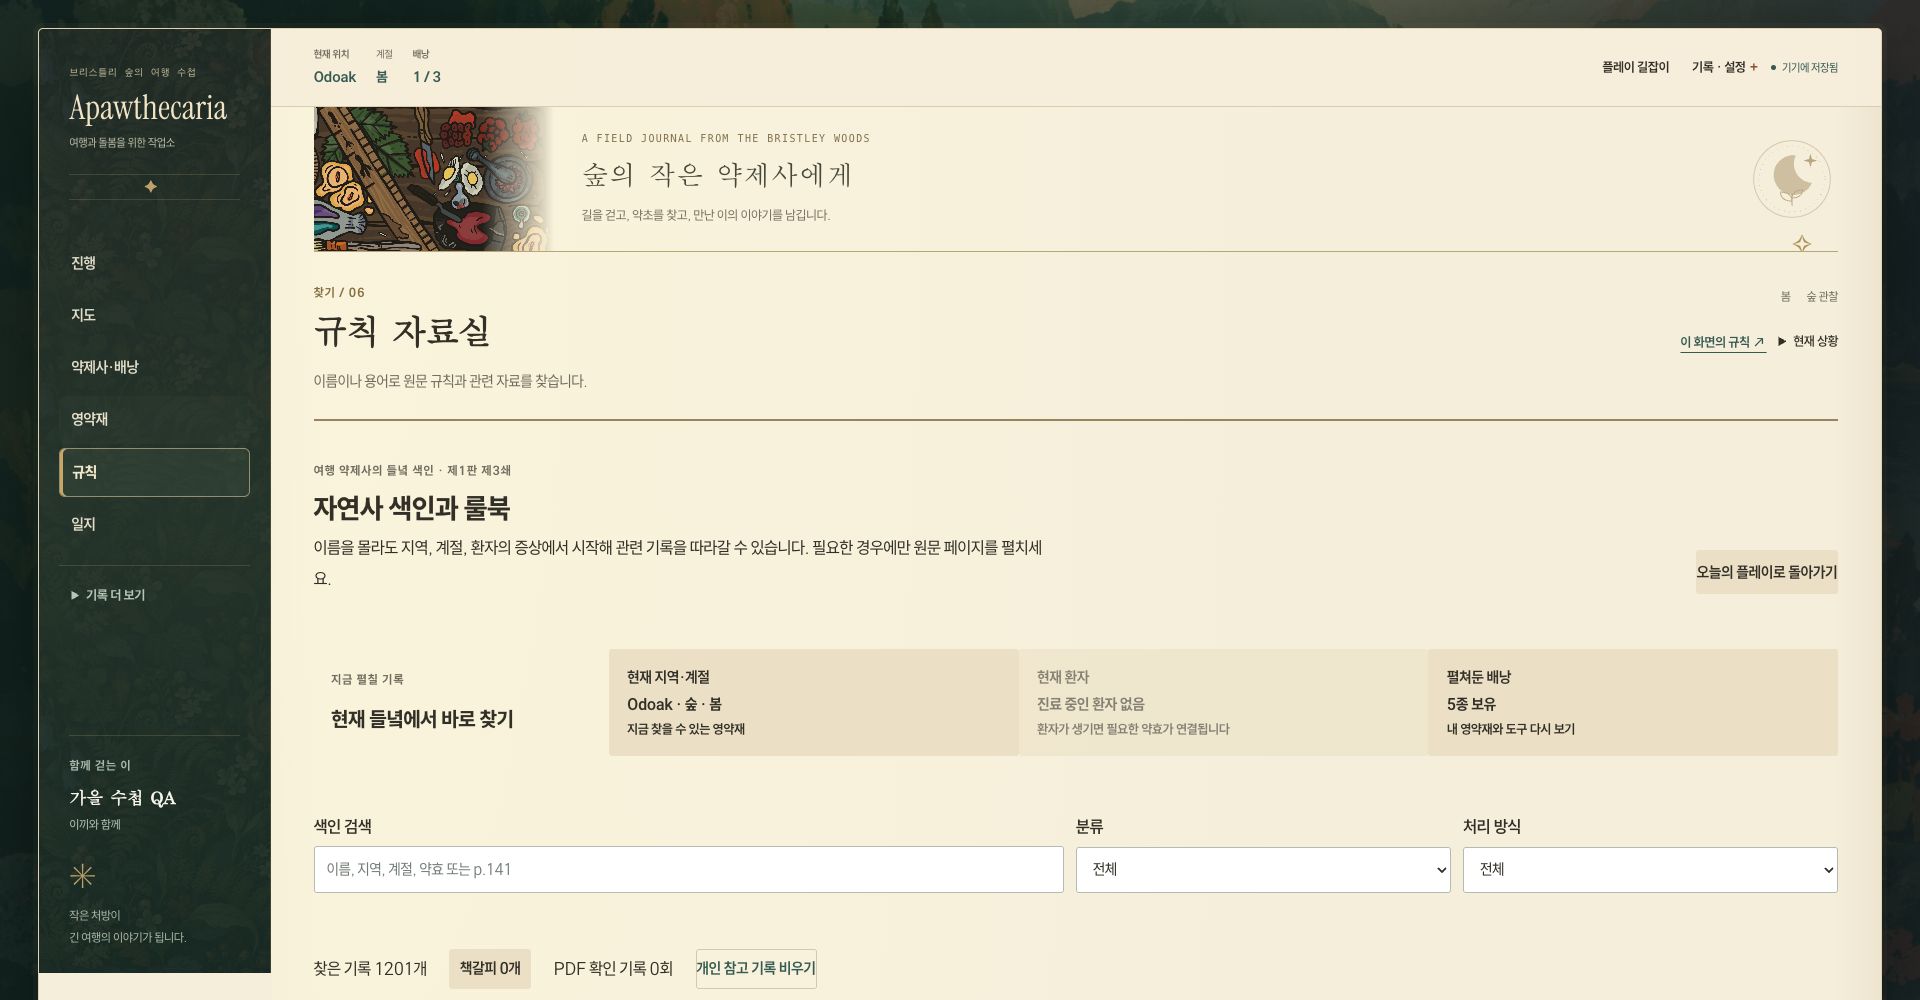 브리스틀리 숲의 여행 수첩
Apawthecaria
여행과 돌봄을 위한 작업소
진행
지도
약제사·배낭
영약재
규칙
일지
▶ 기록 더 보기
함께 걷는 이
가을 수첩 QA
이끼와 함께
작은 처방이
긴 여행의 이야기가 됩니다.
현재 위치 계절 배낭
Odoak 봄 1 / 3
플레이 길잡이 기록 · 설정 + 기기에 저장됨
A FIELD JOURNAL FROM THE BRISTLEY WOODS
숲의 작은 약제사에게
길을 걷고, 약초를 찾고, 만난 이의 이야기를 남깁니다.
찾기 / 06
규칙 자료실
이름이나 용어로 원문 규칙과 관련 자료를 찾습니다.
봄 숲 관찰
이 화면의 규칙 ↗ ▶ 현재 상황
여행 약제사의 들녘 색인 · 제1판 제3쇄
자연사 색인과 룰북
이름을 몰라도 지역, 계절, 환자의 증상에서 시작해 관련 기록을 따라갈 수 있습니다. 필요한 경우에만 원문 페이지를 펼치세
요.
오늘의 플레이로 돌아가기
지금 펼칠 기록
현재 들녘에서 바로 찾기
현재 지역·계절
Odoak · 숲 · 봄
지금 찾을 수 있는 영약재
현재 환자
진료 중인 환자 없음
환자가 생기면 필요한 약효가 연결됩니다
펼쳐둔 배낭
5종 보유
내 영약재와 도구 다시 보기
색인 검색
이름, 지역, 계절, 약효 또는 p.141
분류
전체
처리 방식
전체
찾은 기록 1201개 책갈피 0개 PDF 확인 기록 0회 개인 참고 기록 비우기